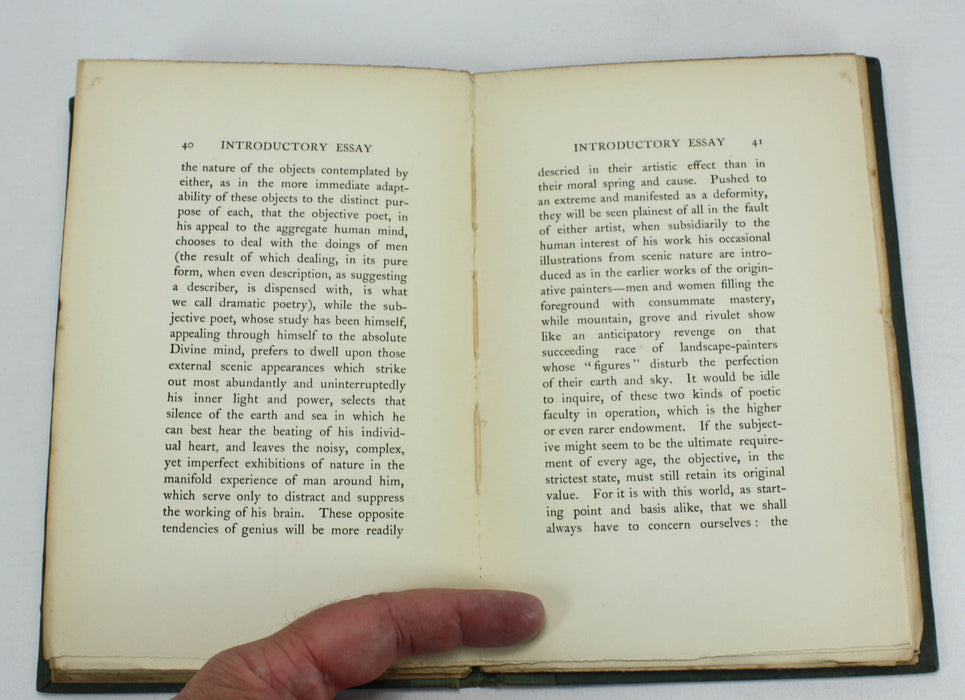 40 INTRODUCTORY ESSAY
the nature of the objects contemplated by
either, as in the more immediate adapt-
ability of these objects to the distinct pur-
pose of each, that the objective poet, in
his appeal to the aggregate human mind,
chooses to deal with the doings of men
(the result of which dealing, in its pure
form, when even description, as suggesting
a describer, is dispensed with, is what
we call dramatic poetry), while the sub-
jective poet, whose study has been himself,
appealing through himself to the absolute
Divine mind, prefers to dwell upon those
external scenic appearances which strike
out most abundantly and uninterruptedly
his inner light and power, selects that
silence of the earth and sea in which he
can best hear the beating of his individ-
ual heart, and leaves the noisy, complex,
yet imperfect exhibitions of nature in the
manifold experience of man around him,
which serve only to distract and suppress
the working of his brain. These opposite
tendencies of genius will be more readily
INTRODUCTORY ESSAY 41
descried in their artistic effect than in
their moral spring and cause. Pushed to
an extreme and manifested as a deformity,
they will be seen plainest of all in the fault
of either artist, when subsidiarily to the
human interest of his work his occasional
illustrations from scenic nature are intro-
duced as in the earlier works of the origin-
ative painters—men and women filling the
foreground with consummate mastery,
while mountain, grove and rivulet show
like an anticipatory revenge on that
succeeding race of landscape-painters
whose "figures" disturb the perfection
of their earth and sky. It would be idle
to inquire, of these two kinds of poetic
faculty in operation, which is the higher
or even rarer endowment. If the subject-
ive might seem to be the ultimate require-
ment of every age, the objective, in the
strictest state, must still retain its original
value. For it is with this world, as start-
ing point and basis alike, that we shall
always have to concern ourselves : the